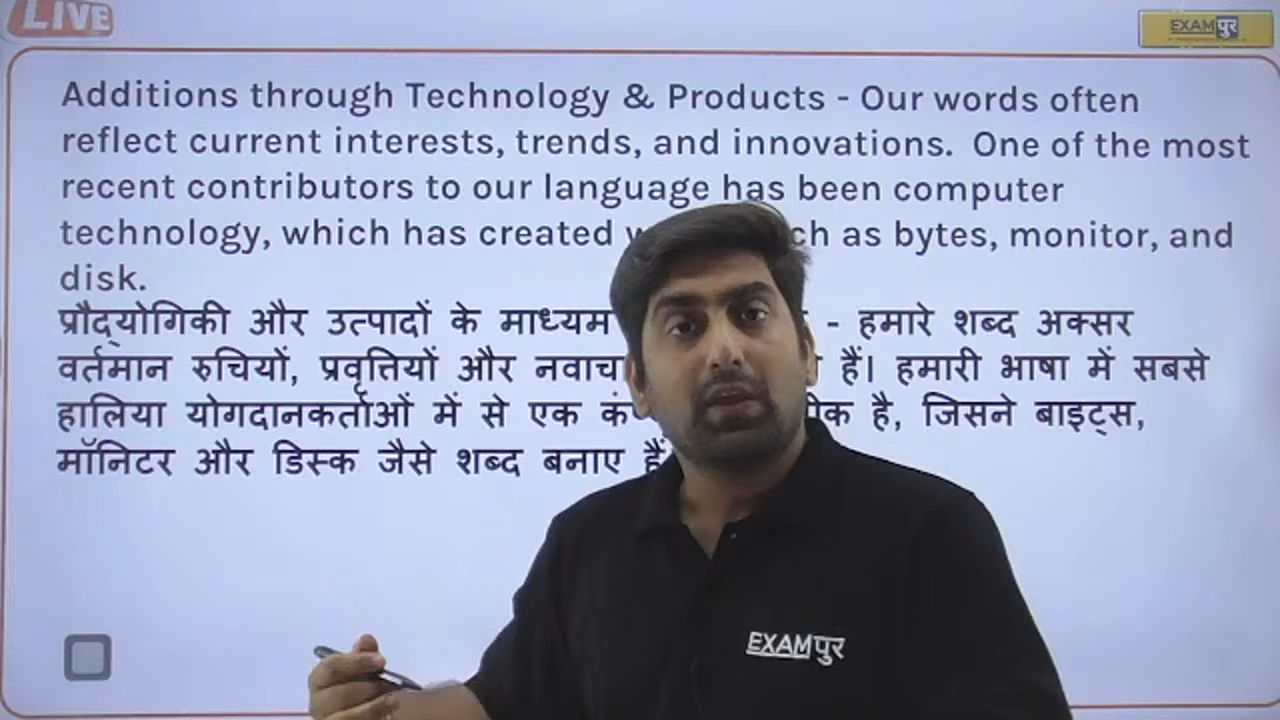 LIVE
EXAMपुर
Additions through Technology & Products - Our words often
reflect current interests, trends, and innovations. One of the most
recent contributors to our language has been computer
technology, which has created as bytes, monitor, and
disk.
प्रौद्योगिकी और उत्पादों के माध्यम - हमारे शब्द अक्सर
वर्तमान रुचियों, प्रवृत्तियों और हैं। हमारी भाषा में सबसे
हालिया योगदानकर्ताओं में से एक है, जिसने बाइट्स,
मॉनिटर और डिस्क जैसे शब्द बनाए हैं
EXAMपुर